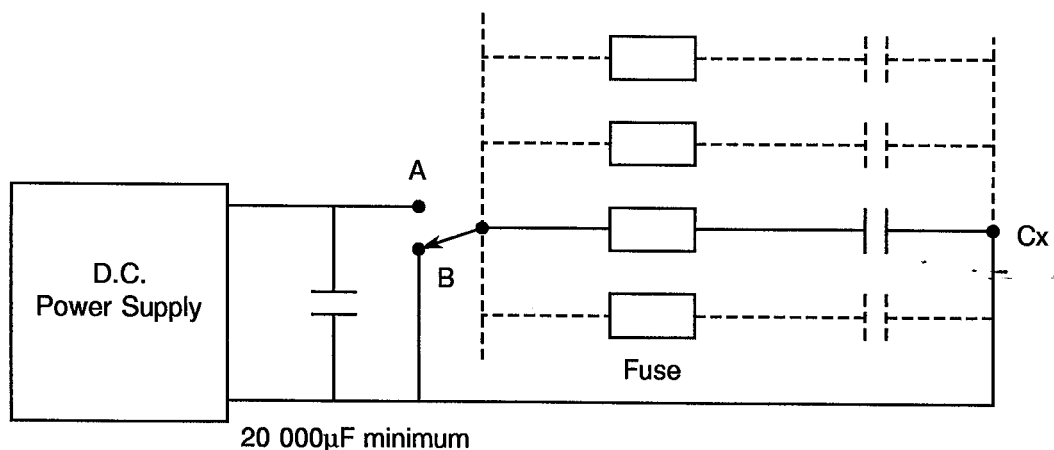 A
Cx
D.C.
Power Supply
B
Fuse
20 000µF minimum